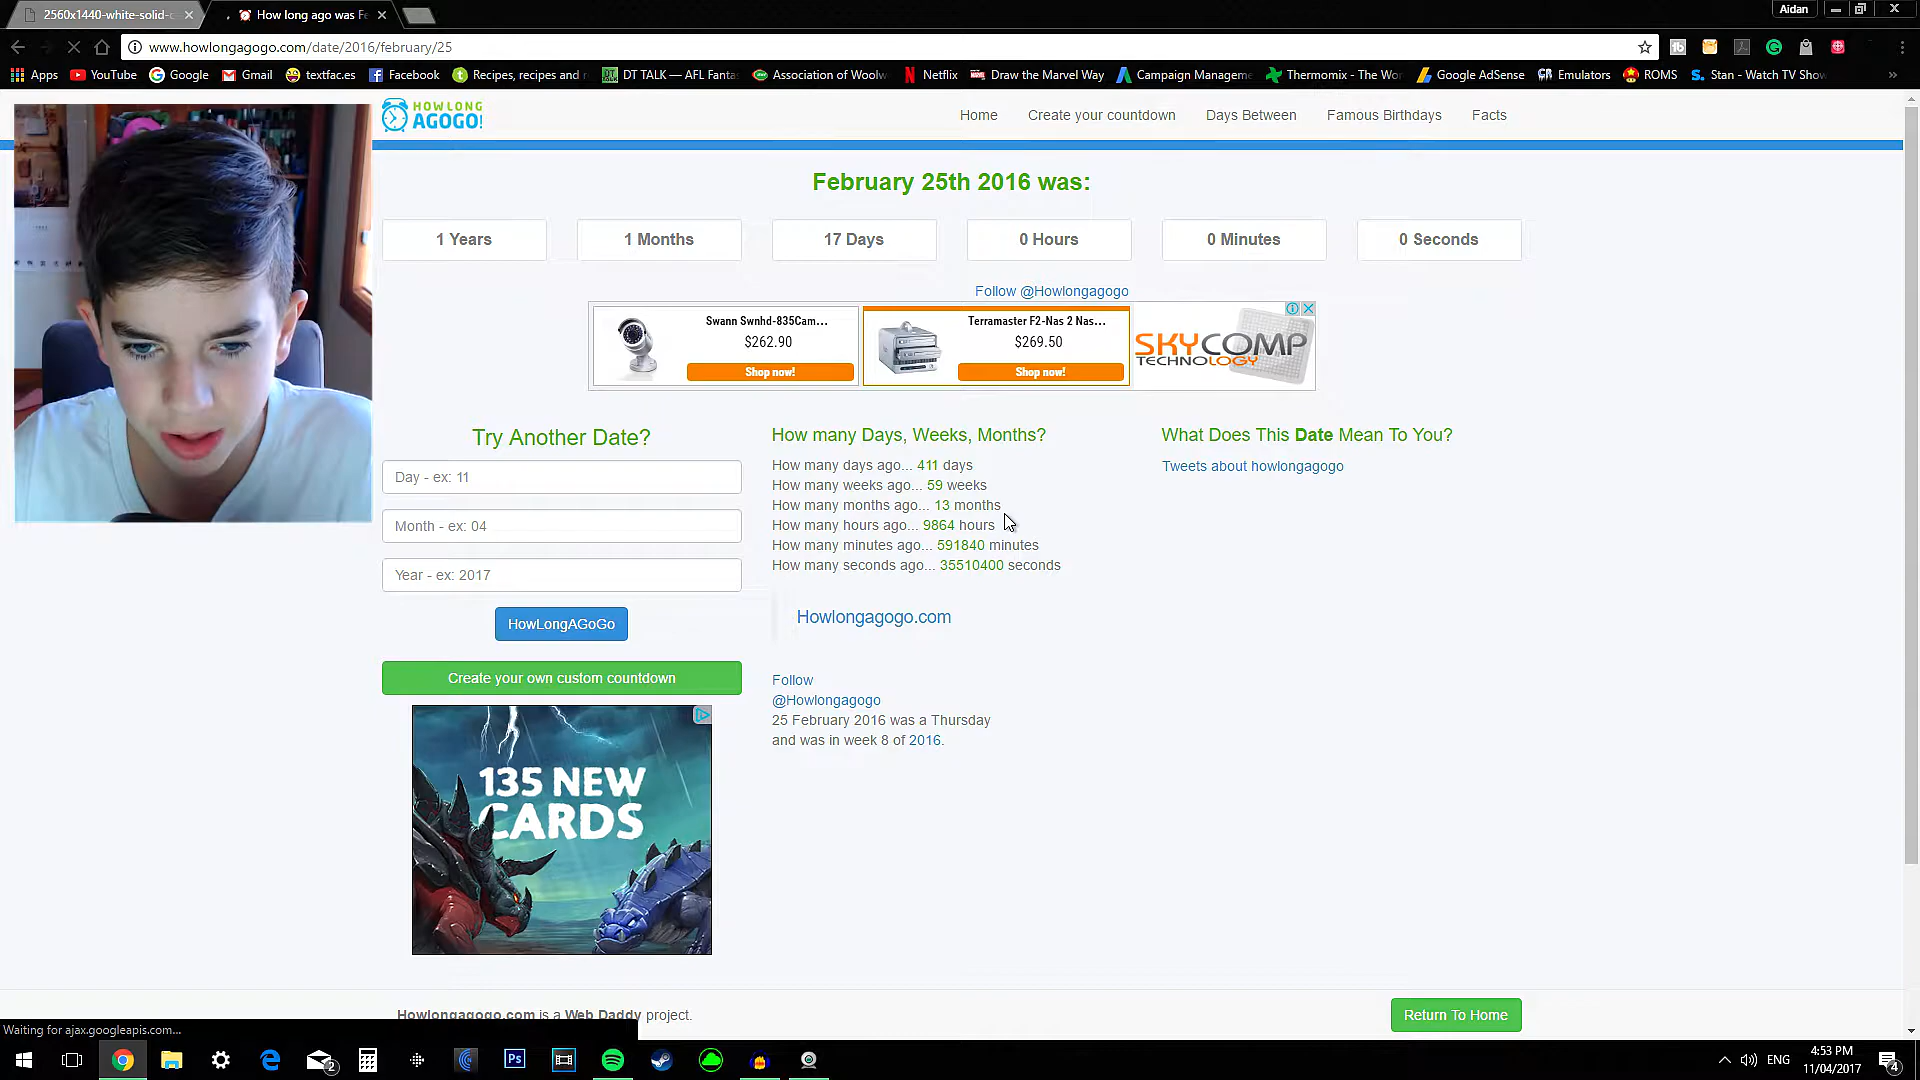 2560x1440-white-solid-c
How long ago was Fe
Aidan
www.howlongagogo.com/date/2016/february/25
Apps
YouTube
Google
Gmail
textfac.es
Facebook
Recipes, recipes and r
DT TALK — AFL Fantas
Association of Woolw
Netflix
Draw the Marvel Way
Campaign Manageme
Thermomix - The Wor
Google AdSense
Emulators
ROMS
Stan - Watch TV Show
HOW LONG
AGOGO!
Home
Create your countdown
Days Between
Famous Birthdays
Facts
February 25th 2016 was:
1 Years
1 Months
17 Days
0 Hours
0 Minutes
0 Seconds
Follow @Howlongagogo
Swann Swnhd-835Cam...
$262.90
Shop now!
Terramaster F2-Nas 2 Nas...
$269.50
Shop now!
SKYCOMP
TECHNOLOGY
Try Another Date?
Day - ex: 11
Month - ex: 04
Year - ex: 2017
HowLongAGoGo
Create your own custom countdown
135 NEW
CARDS
How many Days, Weeks, Months?
How many days ago... 411 days
How many weeks ago... 59 weeks
How many months ago... 13 months
How many hours ago... 9864 hours
How many minutes ago... 591840 minutes
How many seconds ago... 35510400 seconds
Howlongagogo.com
Follow
@Howlongagogo
25 February 2016 was a Thursday
and was in week 8 of 2016.
What Does This Date Mean To You?
Tweets about howlongagogo
Howlongagogo.com is a Web Daddy project.
Return To Home
Waiting for ajax.googleapis.com...
2
Ps
ENG
4:53 PM
11/04/2017
4